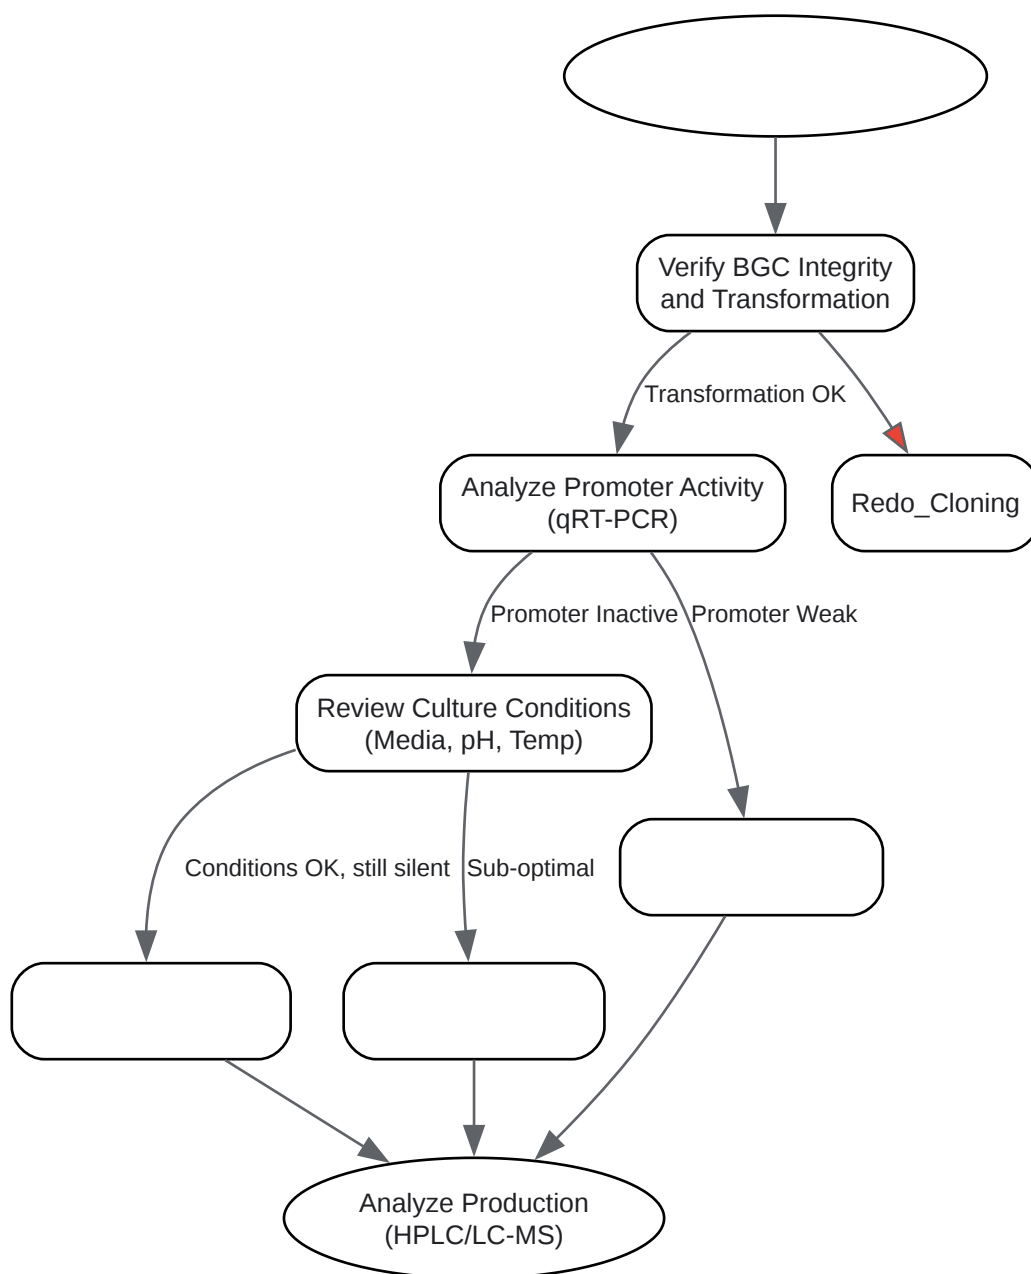 Verify BGC Integrity
and Transformation
Transformation OK
Analyze Promoter Activity
(qRT-PCR)
Redo_Cloning
Promoter Inactive
Promoter Weak
Review Culture Conditions
(Media, pH, Temp)
Conditions OK, still silent
Sub-optimal
Analyze Production
(HPLC/LC-MS)